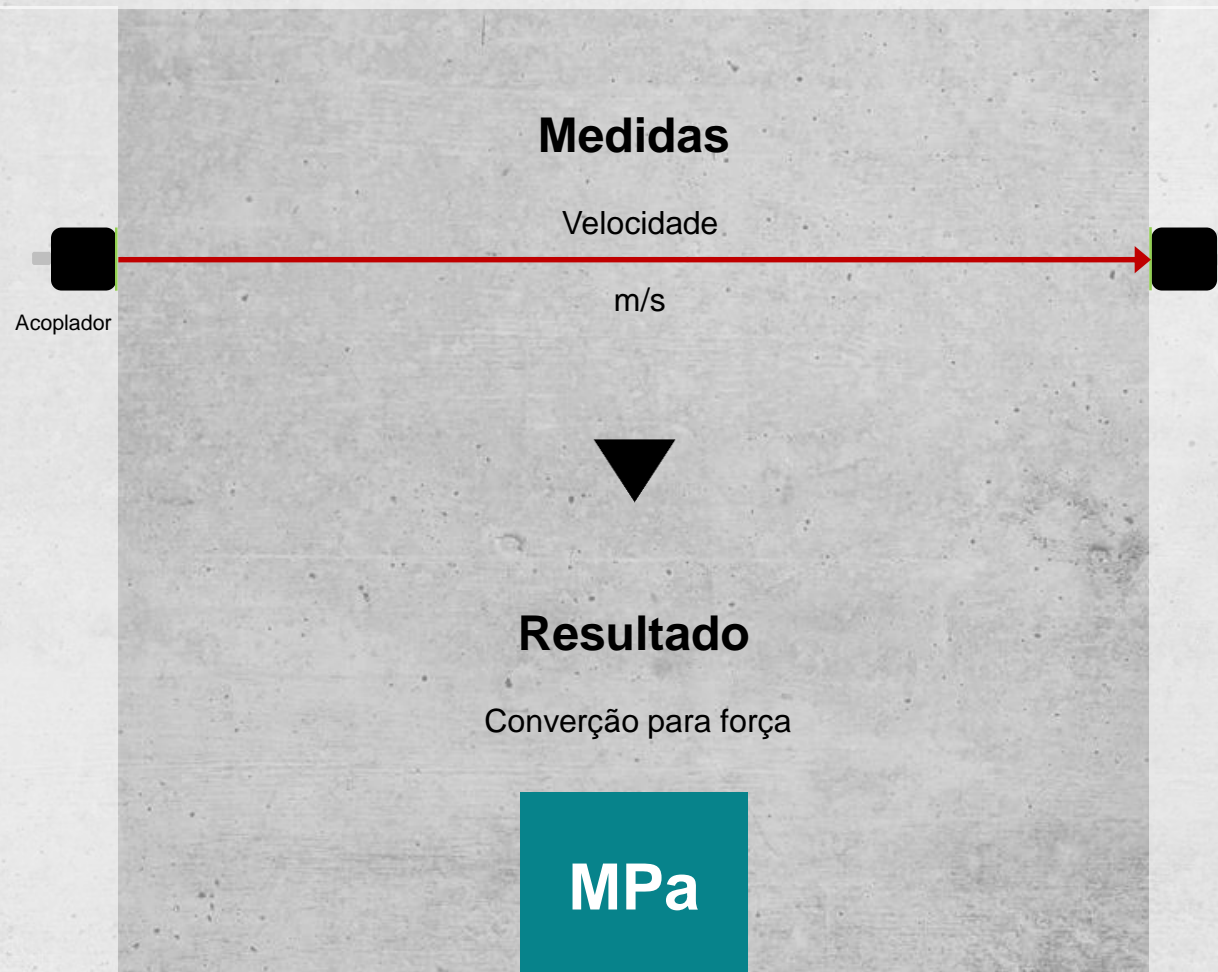 Medidas
Velocidade
m/s
Acoplador
Resultado
Converção para força
MPa